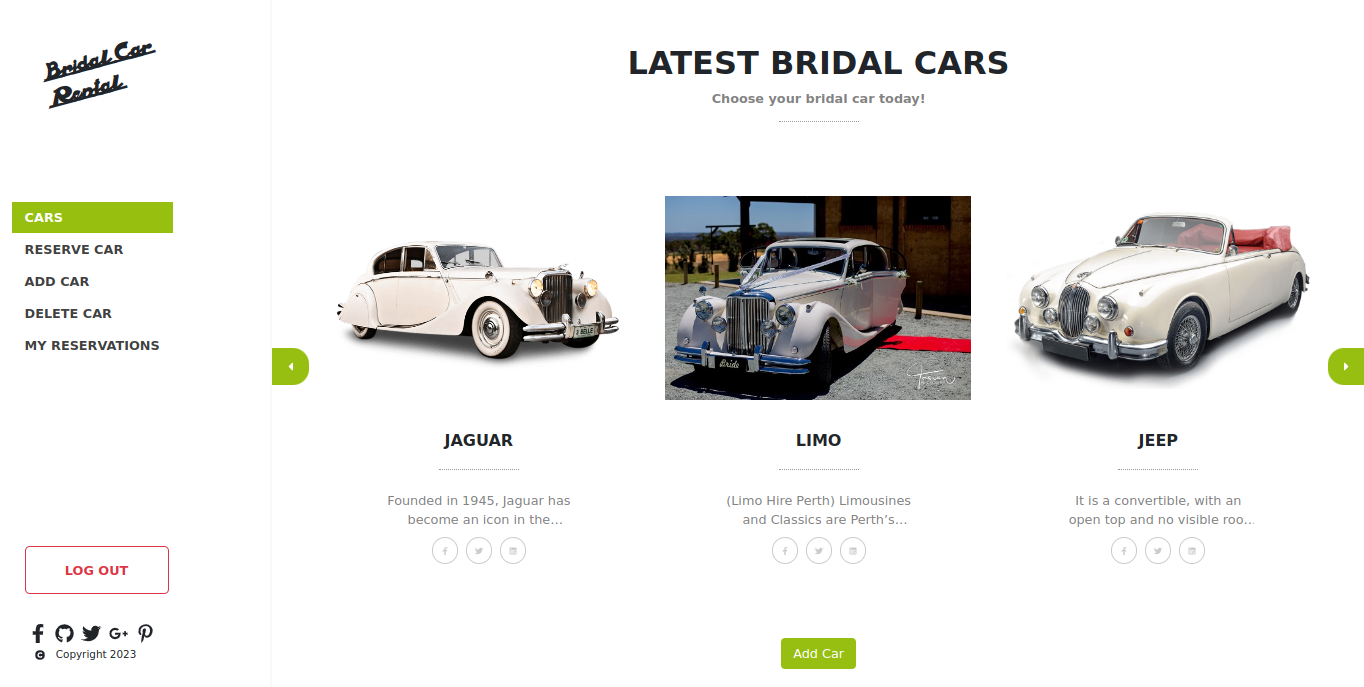 Bridal Car
Rental
CARS
RESERVE CAR
ADD CAR
DELETE CAR
MY RESERVATIONS
LOG OUT
Copyright 2023
LATEST BRIDAL CARS
Choose your bridal car today!
JAGUAR
Founded in 1945, Jaguar has
become an icon in the…
Bride
LIMO
(Limo Hire Perth) Limousines
and Classics are Perth’s…
JEEP
It is a convertible, with an
open top and no visible roo…
Add Car